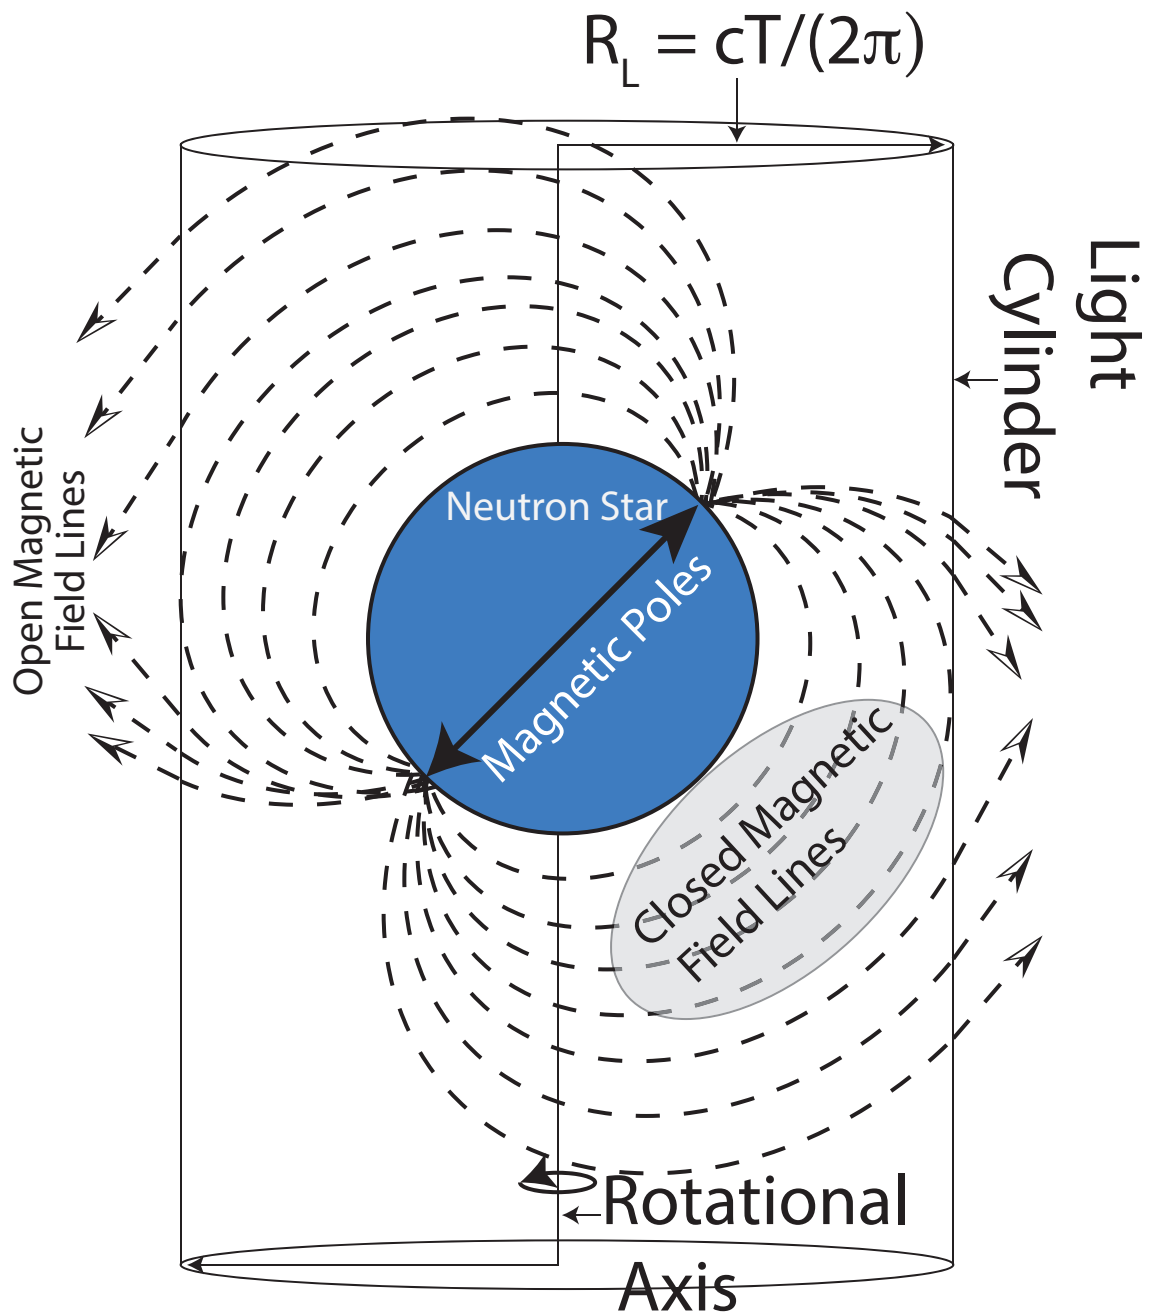 R_L = cT/(2π)
Light
Cylinder
Open Magnetic
Field Lines
Neutron Star
Magnetic Poles
Closed Magnetic
Field Lines
Rotational
Axis